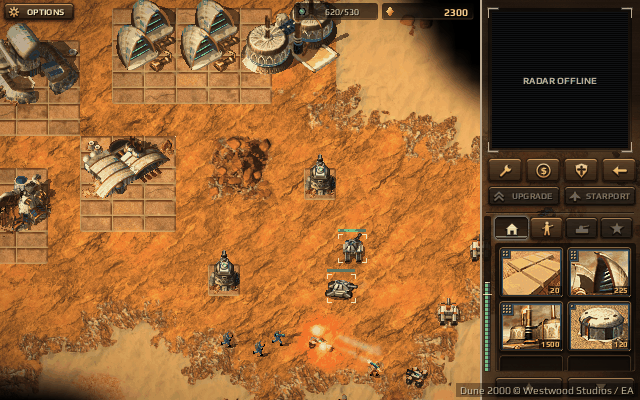 OPTIONS
620/530
2300
RADAR OFFLINE
UPGRADE
STARPORT
20
225
1500
120
Dune 2000 © Westwood Studios / EA